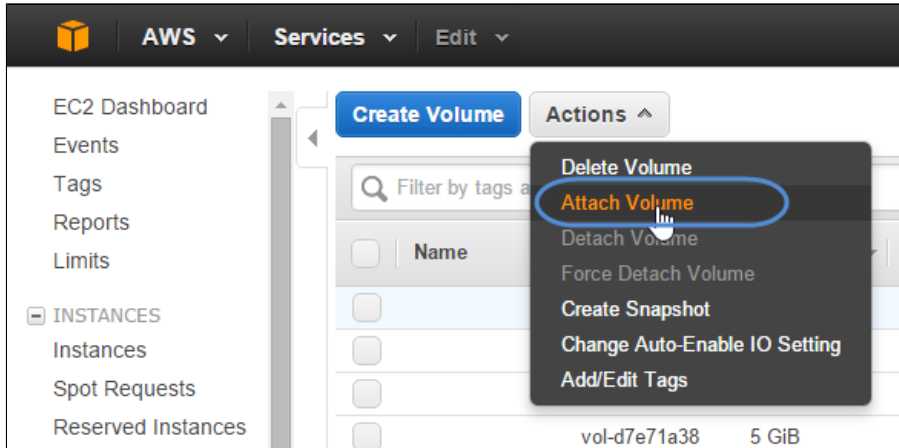 AWS Services Edit
EC2 Dashboard
Events
Tags
Reports
Limits
INSTANCES
Instances
Spot Requests
Reserved Instances
Create Volume Actions
Filter by tags a
Name
Delete Volume
Attach Volume
Detach Volume
Force Detach Volume
Create Snapshot
Change Auto-Enable IO Setting
Add/Edit Tags
vol-d7e71a38 5 GiB